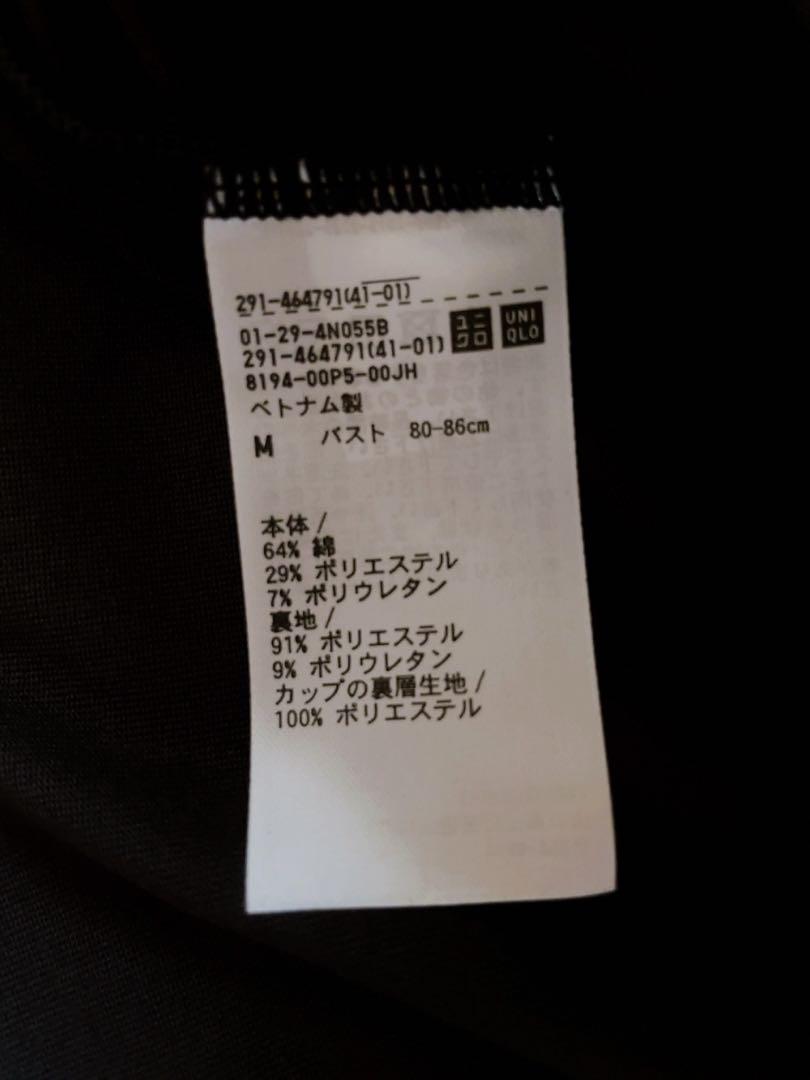 291-464791(41-01)
01-29-4N055B
291-464791(41-01)
ユニクロ
UNIQLO
8194-00P5-00JH
ベトナム製
M バスト 80-86cm
本体/
64% 綿
29% ポリエステル
7% ポリウレタン
裏地/
91% ポリエステル
9% ポリウレタン
カップの裏層生地/
100% ポリエステル